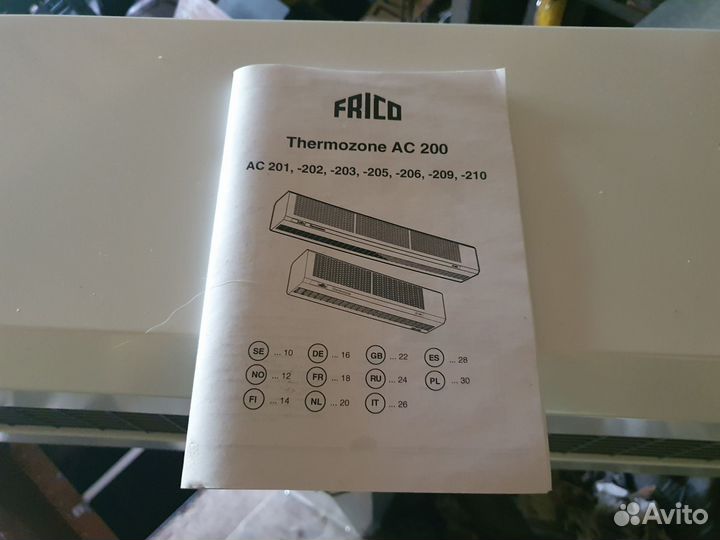 FRICO
Thermozone AC 200
AC 201, -202, -203, -205, -206, -209, -210
SE ... 10 DE ... 16 GB ... 22 ES ... 28
NO ... 12 FR ... 18 RU ... 24 PL ... 30
FI ... 14 NL ... 20 IT ... 26
Avito